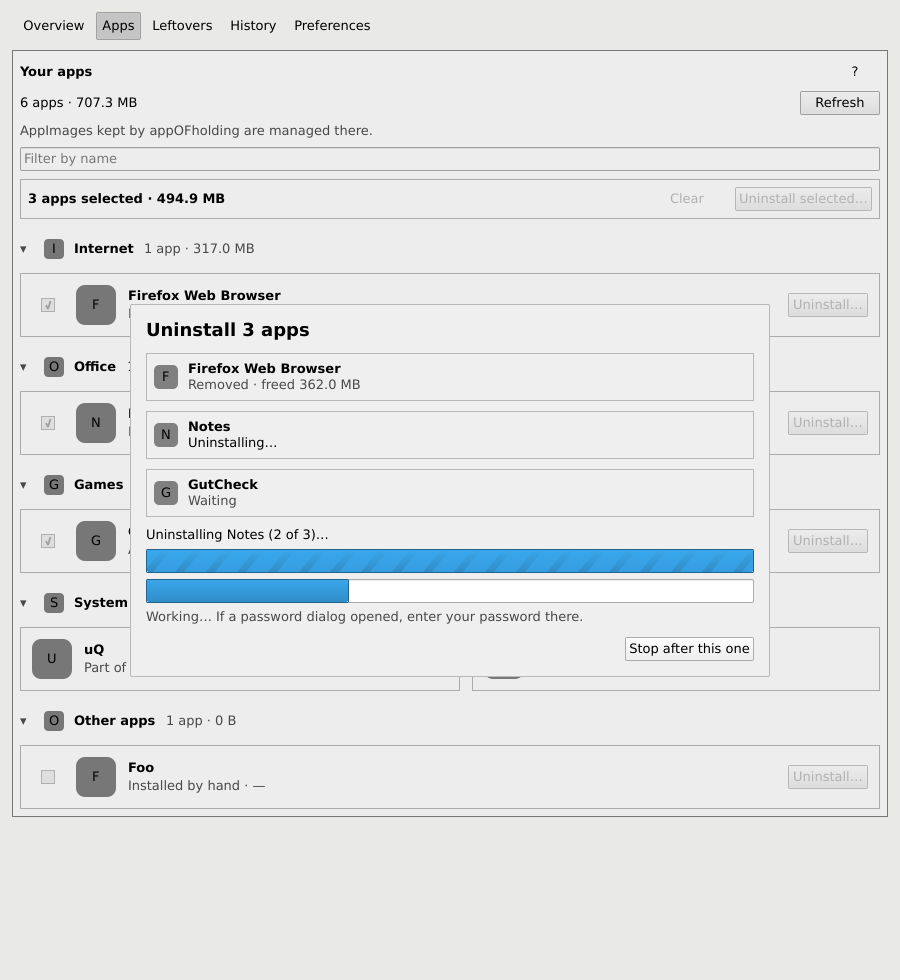 Overview Apps Leftovers History Preferences
Your apps ?
6 apps · 707.3 MB Refresh
AppImages kept by appOFholding are managed there.
Filter by name
3 apps selected · 494.9 MB Clear Uninstall selected...
▾ I Internet 1 app · 317.0 MB
F Firefox Web Browser Uninstall...
Uninstall 3 apps
F Firefox Web Browser
Removed · freed 362.0 MB
▾ O Office
N Uninstall...
N Notes
Uninstalling...
▾ G Games
G GutCheck
Waiting
G Uninstall...
Uninstalling Notes (2 of 3)...
▾ S System
Working... If a password dialog opened, enter your password there.
Stop after this one
U uQ
Part of
▾ O Other apps 1 app · 0 B
F Foo
Installed by hand · — Uninstall...